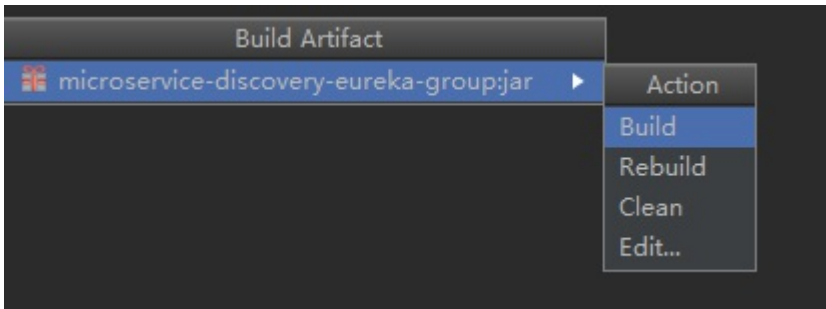 Build Artifact
microservice-discovery-eureka-group:jar
Action
Build
Rebuild
Clean
Edit...